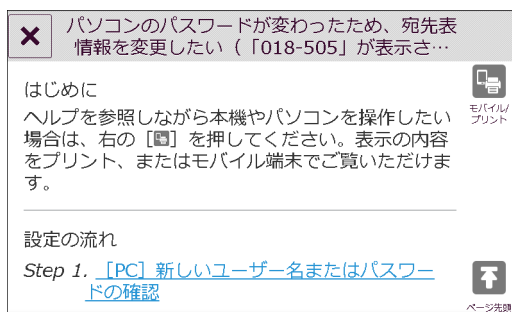 パソコンのパスワードが変わったため、宛先表
情報を変更したい（「018-505」が表示さ…
はじめに
ヘルプを参照しながら本機やパソコンを操作したい
場合は、右の［］を押してください。表示の内容
をプリント、またはモバイル端末でご覧いただけま
す。
モバイル/
プリント
設定の流れ
Step 1. ［PC］新しいユーザー名またはパスワー
ドの確認
ページ先頭